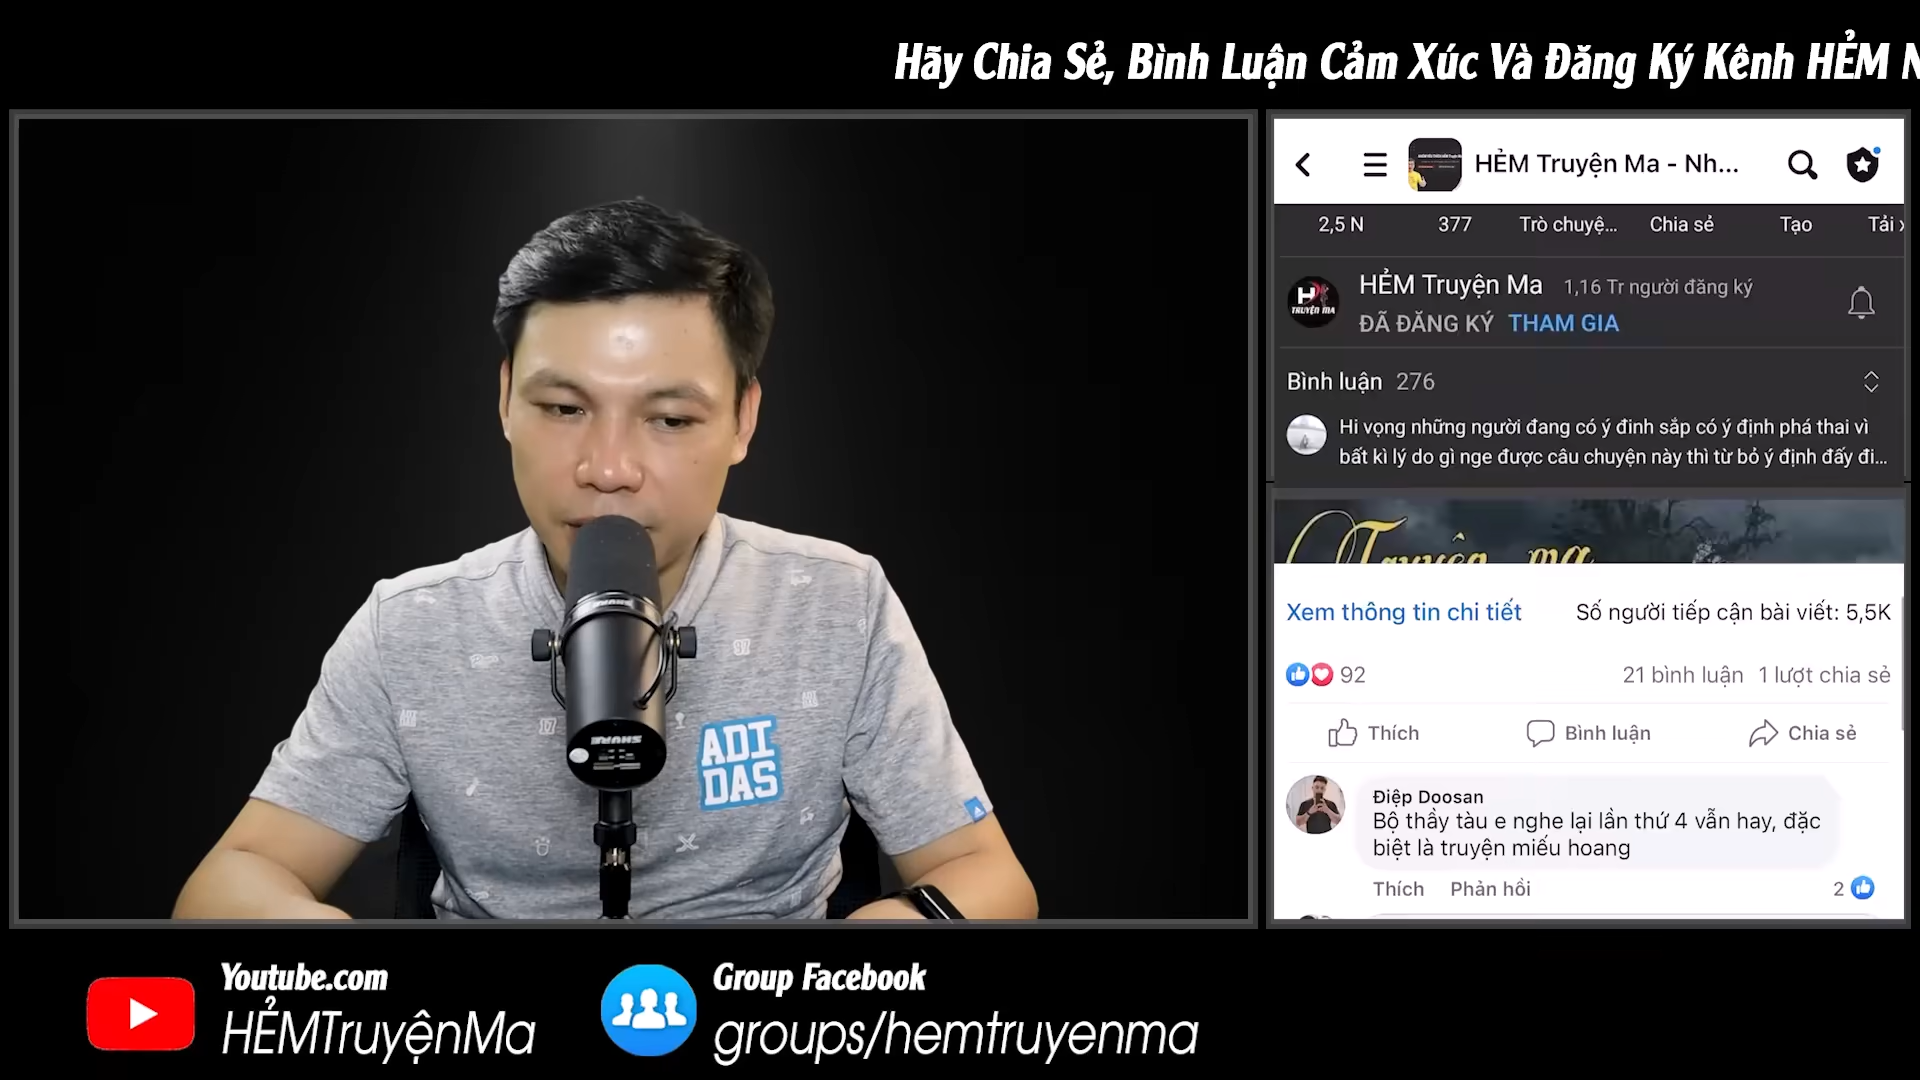 Hãy Chia Sẻ, Bình Luận Cảm Xúc Và Đăng Ký Kênh HẺM
HẺM Truyện Ma - Nh...
2,5 N 377 Trò chuyệ... Chia sẻ Tạo Tải
HẺM Truyện Ma 1,16 Tr người đăng ký
ĐÃ ĐĂNG KÝ THAM GIA
H
TRUYỆN MA
Bình luận 276
Hi vọng những người đang có ý đinh sắp có ý định phá thai vì
bất kì lý do gì nge được câu chuyện này thì từ bỏ ý định đấy đi...
Truyện ma
Xem thông tin chi tiết Số người tiếp cận bài viết: 5,5K
92 21 bình luận 1 lượt chia sẻ
Thích Bình luận Chia sẻ
Điệp Doosan
Bộ thầy tàu e nghe lại lần thứ 4 vẫn hay, đặc
biệt là truyện miếu hoang
Thích Phản hồi 2
SHURE
ADI
DAS
Youtube.com
HẺMTruyệnMa
Group Facebook
groups/hemtruyenma